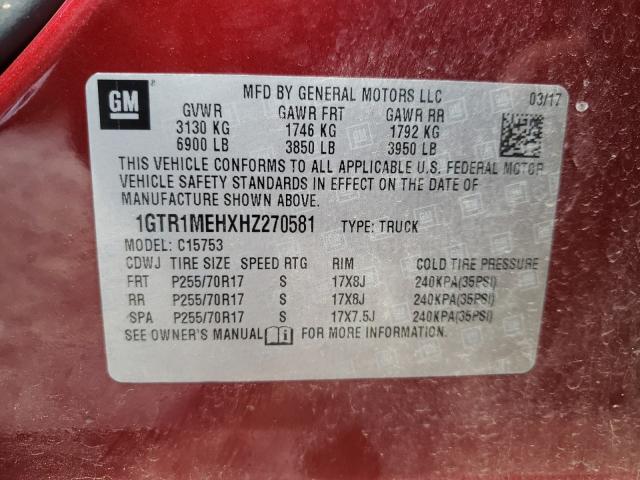 GM
MFD BY GENERAL MOTORS LLC 03/17
GVWR GAWR FRT GAWR RR
3130 KG 1746 KG 1792 KG
6900 LB 3850 LB 3950 LB
THIS VEHICLE CONFORMS TO ALL APPLICABLE U.S. FEDERAL MOTOR
VEHICLE SAFETY STANDARDS IN EFFECT ON THE DATE OF
MANUFACTURE SHOWN ABOVE.
1GTR1MEHXHZ270581 TYPE: TRUCK
MODEL: C15753
CDWJ TIRE SIZE SPEED RTG RIM COLD TIRE PRESSURE
FRT P255/70R17 S 17X8J 240KPA(35PSI)
RR P255/70R17 S 17X8J 240KPA(35PSI)
SPA P255/70R17 S 17X7.5J 240KPA(35PSI)
SEE OWNER'S MANUAL FOR MORE INFORMATION.